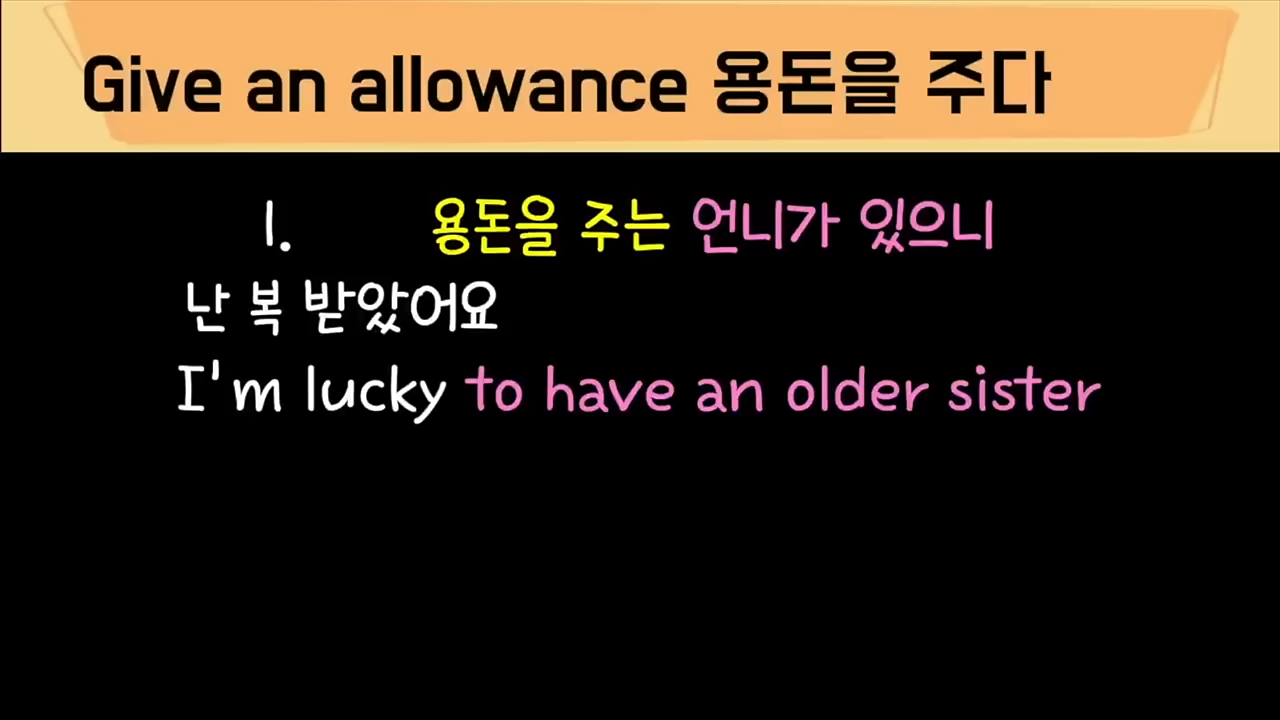 Give an allowance 용돈을 주다
1. 용돈을 주는 언니가 있으니
난 복 받았어요
I'm lucky to have an older sister